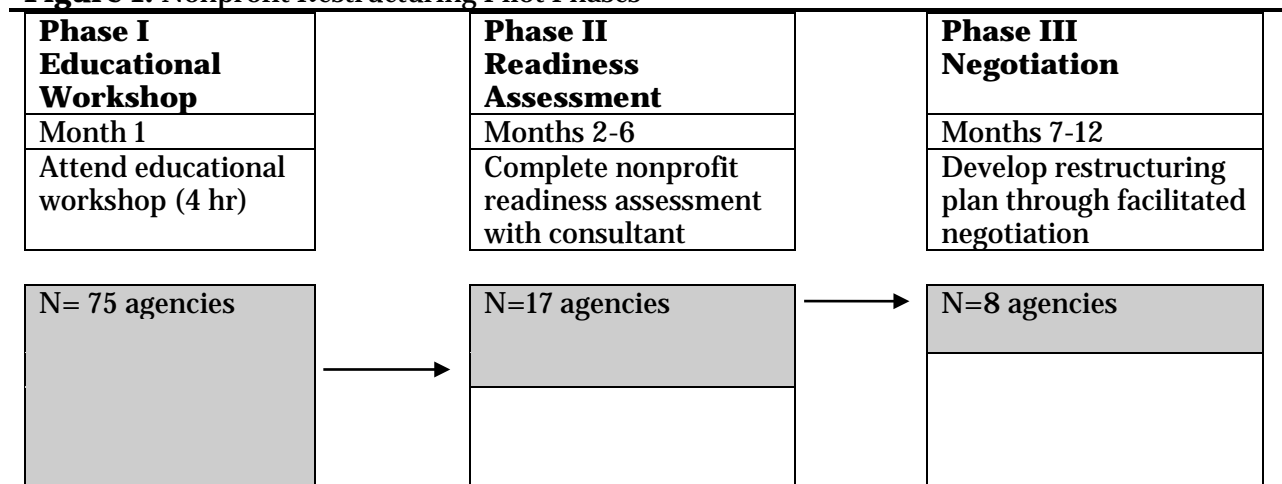 Figure 1. Nonprofit Restructuring Pilot Phases
Phase I
Educational
Workshop
Month 1
Attend educational
workshop (4 hr)
Phase II
Readiness
Assessment
Months 2-6
Complete nonprofit
readiness assessment
with consultant
Phase III
Negotiation
Months 7-12
Develop restructuring
plan through facilitated
negotiation
N= 75 agencies
N=17 agencies
N=8 agencies